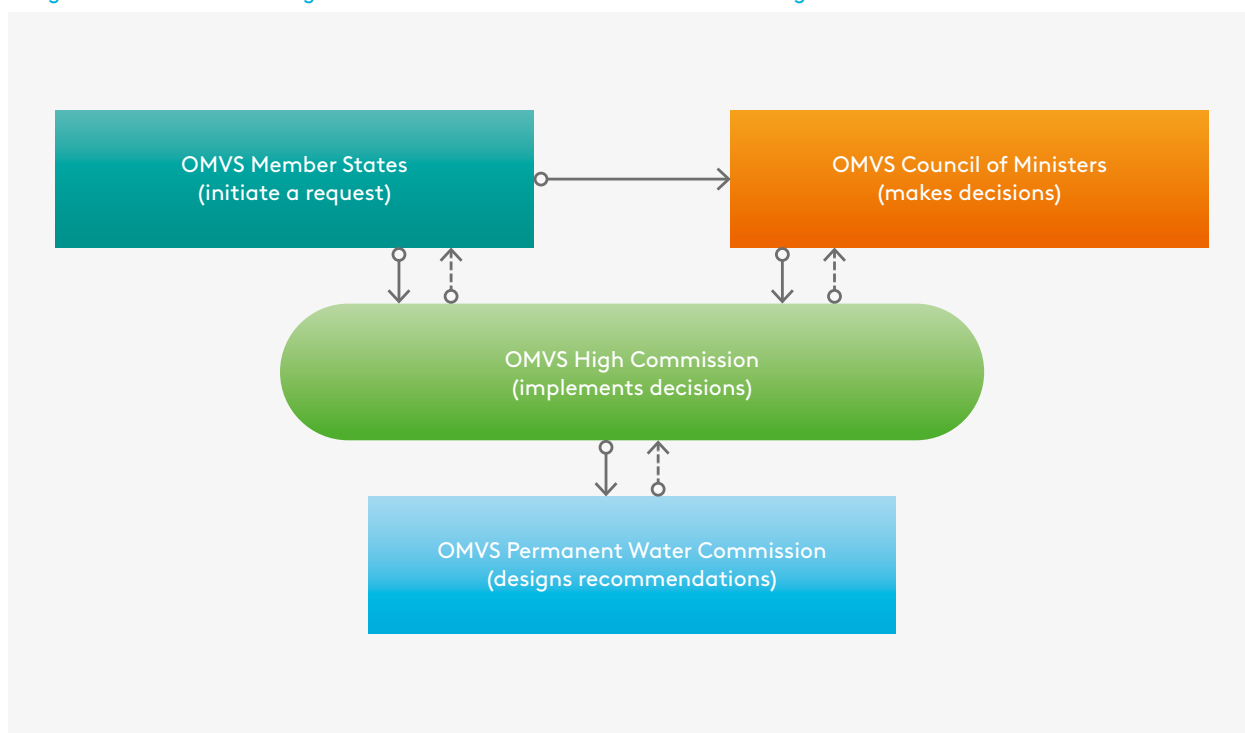 OMVS Member States
(initiate a request)
OMVS Council of Ministers
(makes decisions)
OMVS High Commission
(implements decisions)
OMVS Permanent Water Commission
(designs recommendations)